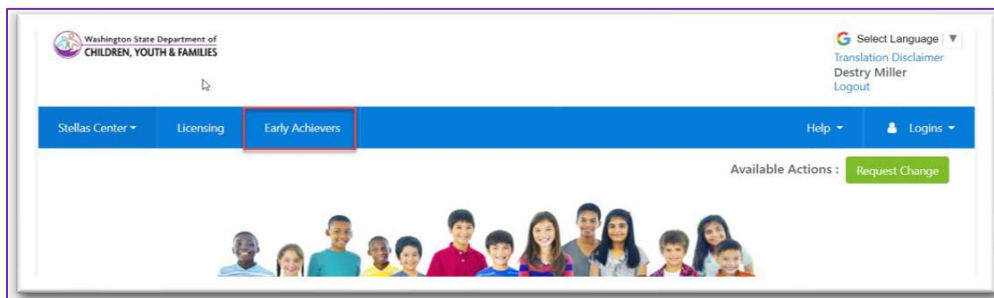 Washington State Department of
CHILDREN, YOUTH & FAMILIES
G Select Language ▼
Translation Disclaimer
Destry Miller
Logout
Stellas Center Licensing Early Achievers Help Logins
Available Actions : Request Change